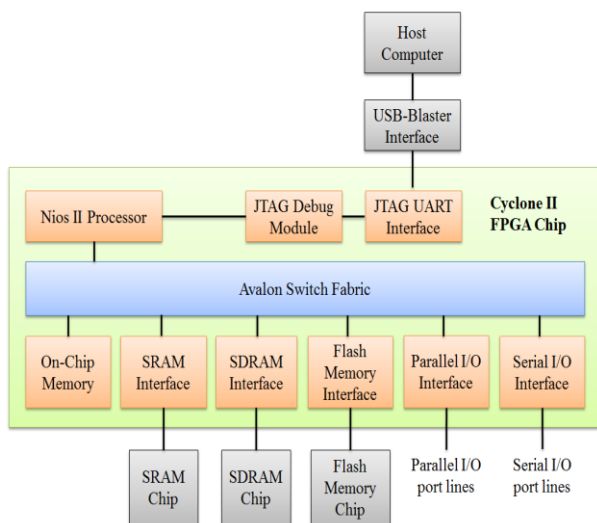 Host
Computer
USB-Blaster
Interface
Nios II Processor
JTAG Debug
Module
JTAG UART
Interface
Cyclone II
FPGA Chip
Avalon Switch Fabric
On-Chip
Memory
SRAM
Interface
SDRAM
Interface
Flash
Memory
Interface
Parallel I/O
Interface
Serial I/O
Interface
SRAM
Chip
SDRAM
Chip
Flash
Memory
Chip
Parallel I/O
port lines
Serial I/O
port lines